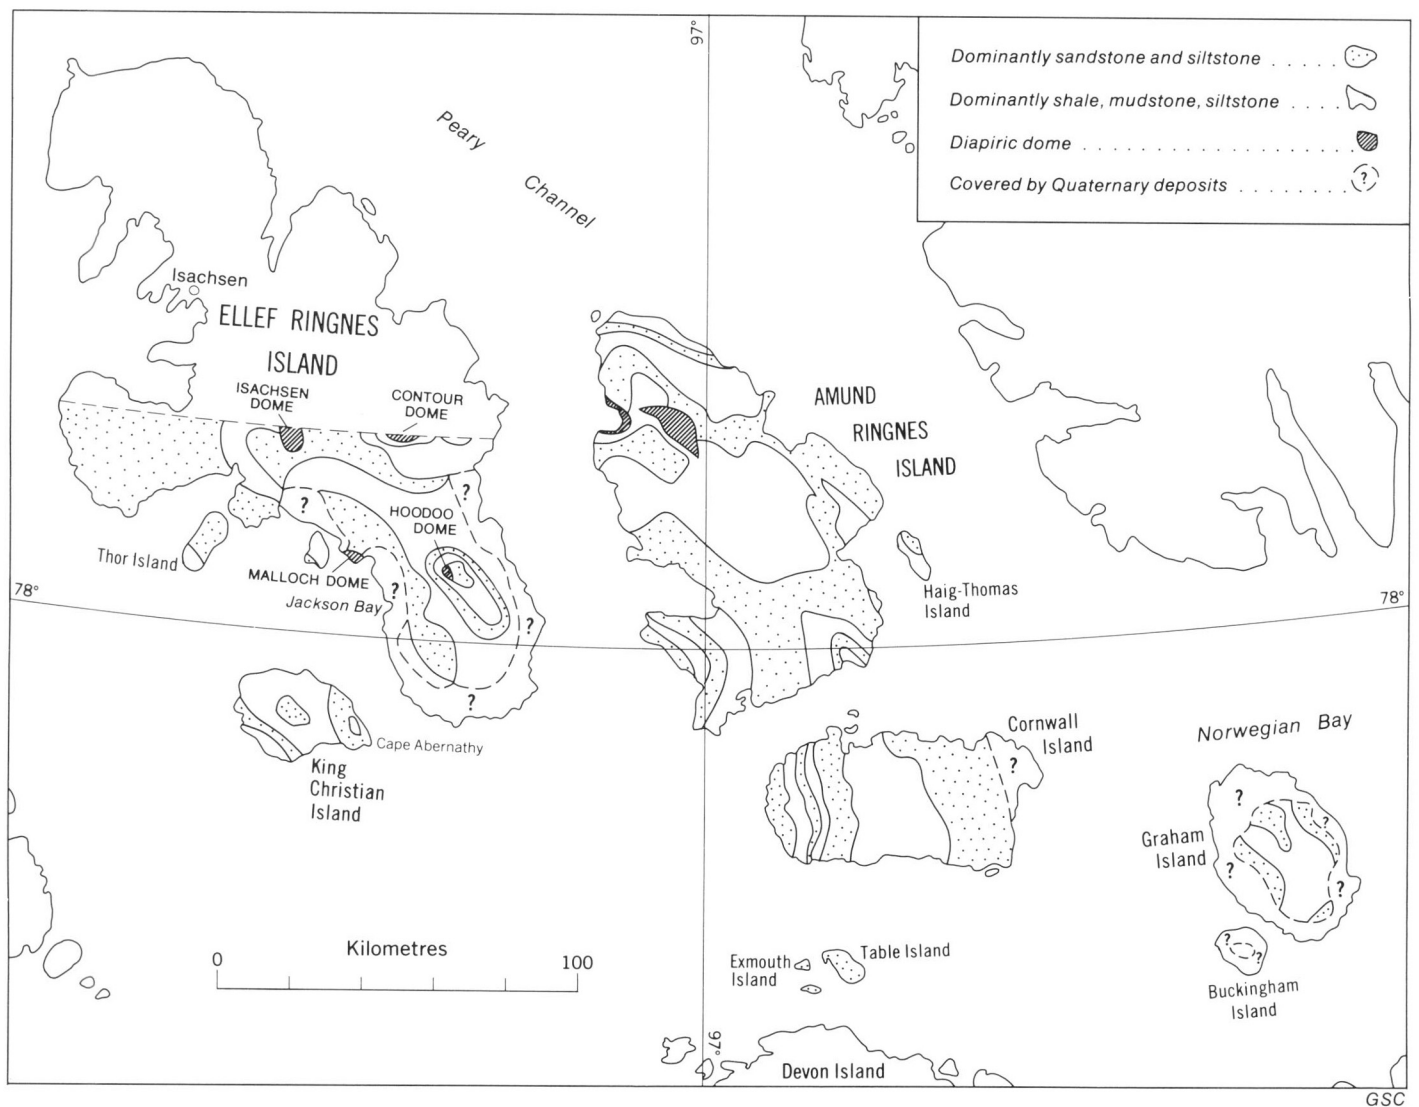 97°
Dominantly sandstone and siltstone . . . . .
Dominantly shale, mudstone, siltstone . . . .
Diapiric dome . . . . . . . . . . . . . . . . . . .
Covered by Quaternary deposits . . . . . . .
?
Peary
Channel
Isachsen
ELLEF RINGNES
ISLAND
ISACHSEN
DOME
CONTOUR
DOME
AMUND
RINGNES
ISLAND
?
?
HOODOO
DOME
Thor Island
MALLOCH DOME
Jackson Bay
?
Haig-Thomas
Island
78°
78°
?
?
Cape Abernathy
King
Christian
Island
Cornwall
Island
?
Norwegian Bay
?
?
Graham
Island
?
?
Kilometres
0
100
Exmouth
Island
Table Island
?
?
Buckingham
Island
97°
Devon Island
GSC